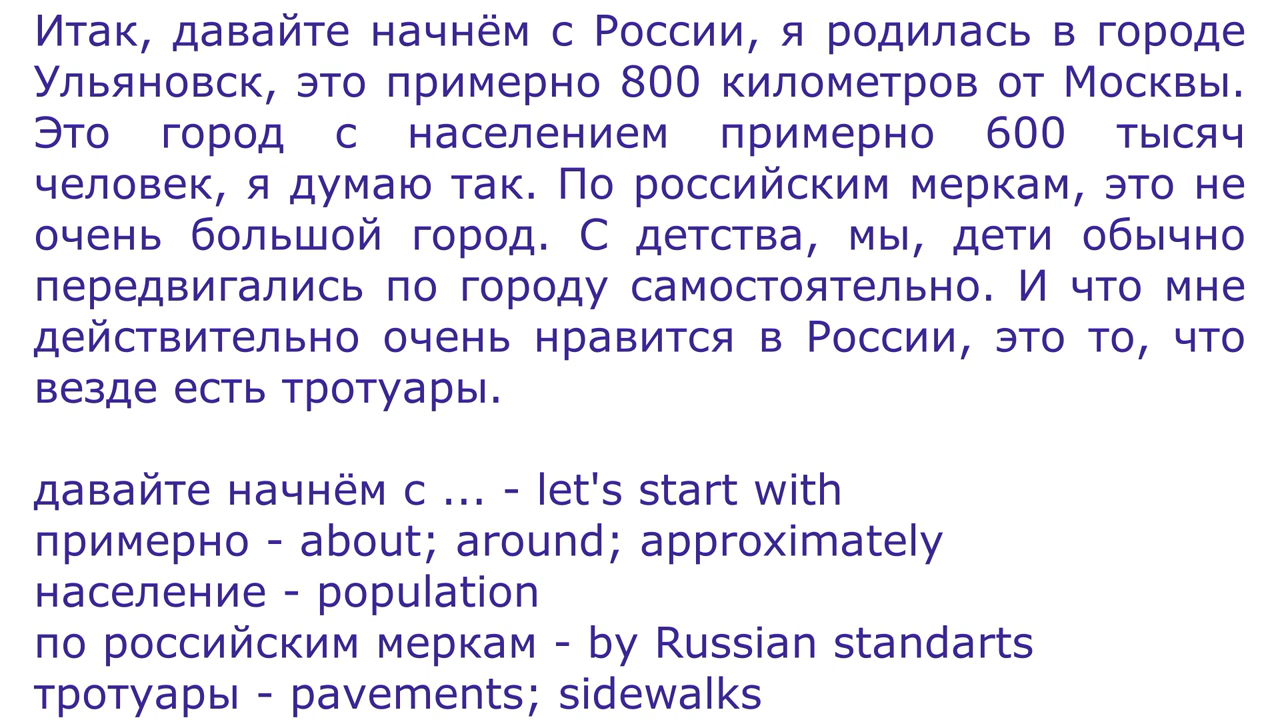 Итак, давайте начнём с России, я родилась в городе
Ульяновск, это примерно 800 километров от Москвы.
Это город с населением примерно 600 тысяч
человек, я думаю так. По российским меркам, это не
очень большой город. С детства, мы, дети обычно
передвигались по городу самостоятельно. И что мне
действительно очень нравится в России, это то, что
везде есть тротуары.
давайте начнём с ... - let's start with
примерно - about; around; approximately
население - population
по российским меркам - by Russian standarts
тротуары - pavements; sidewalks